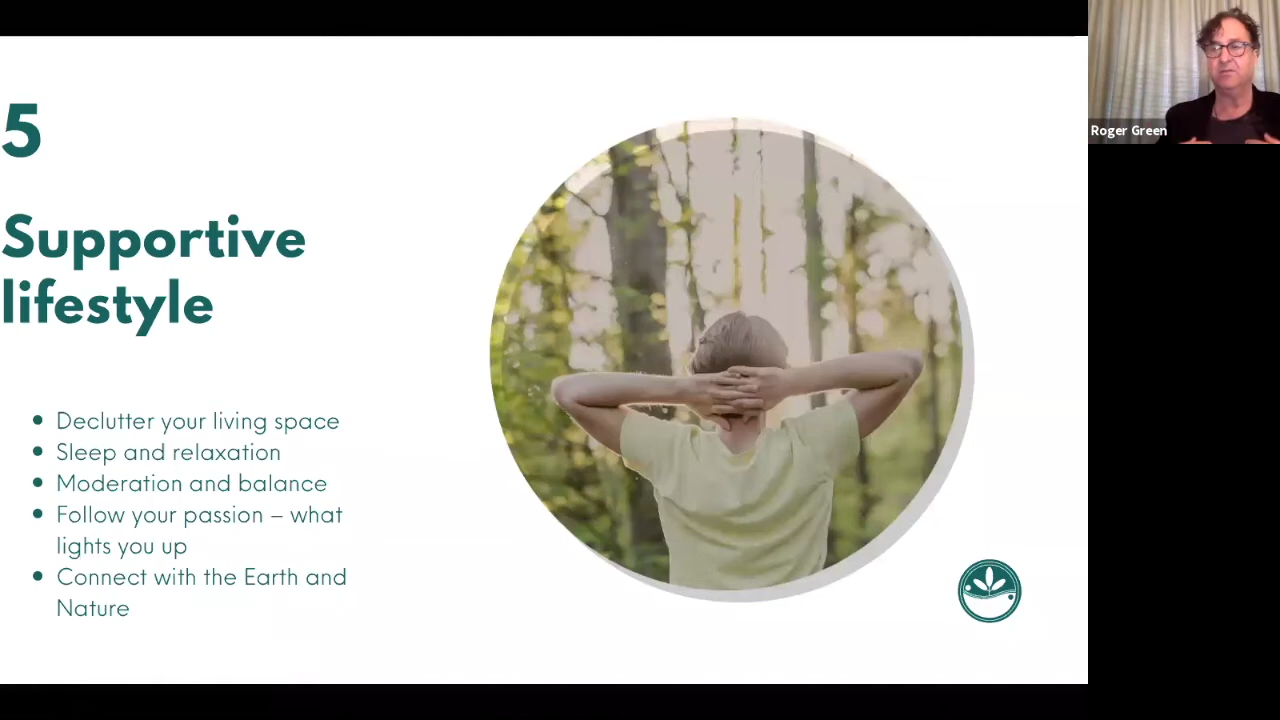 5
Supportive
lifestyle
• Declutter your living space
• Sleep and relaxation
• Moderation and balance
• Follow your passion – what
lights you up
• Connect with the Earth and
Nature
Roger Green